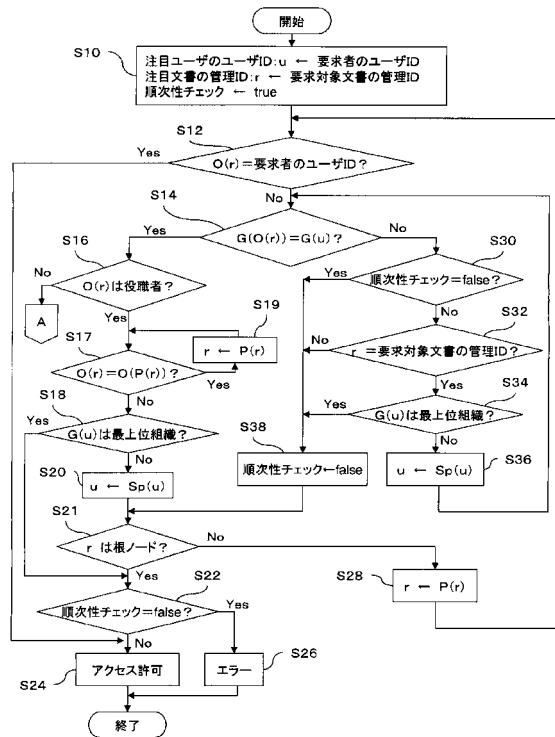 開始
S10
注目ユーザのユーザID:u ← 要求者のユーザID
注目文書の管理ID:r ← 要求対象文書の管理ID
順次性チェック ← true
S12
Yes
O(r)=要求者のユーザID?
No
S14
Yes
G(O(r))=G(u)?
No
S16
No
O(r)は役職者?
A
Yes
S30
Yes
順次性チェック=false?
No
S19
r ← P(r)
S17
O(r)=O(P(r))?
Yes
No
S32
No
r =要求対象文書の管理ID?
Yes
S18
Yes
G(u)は最上位組織?
No
S34
Yes
G(u)は最上位組織?
No
S38
順次性チェック←false
S36
u ← Sp(u)
S20
u ← Sp(u)
S21
r は根ノード?
No
Yes
S28
r ← P(r)
S22
順次性チェック=false?
Yes
No
S24
アクセス許可
エラー
S26
終了